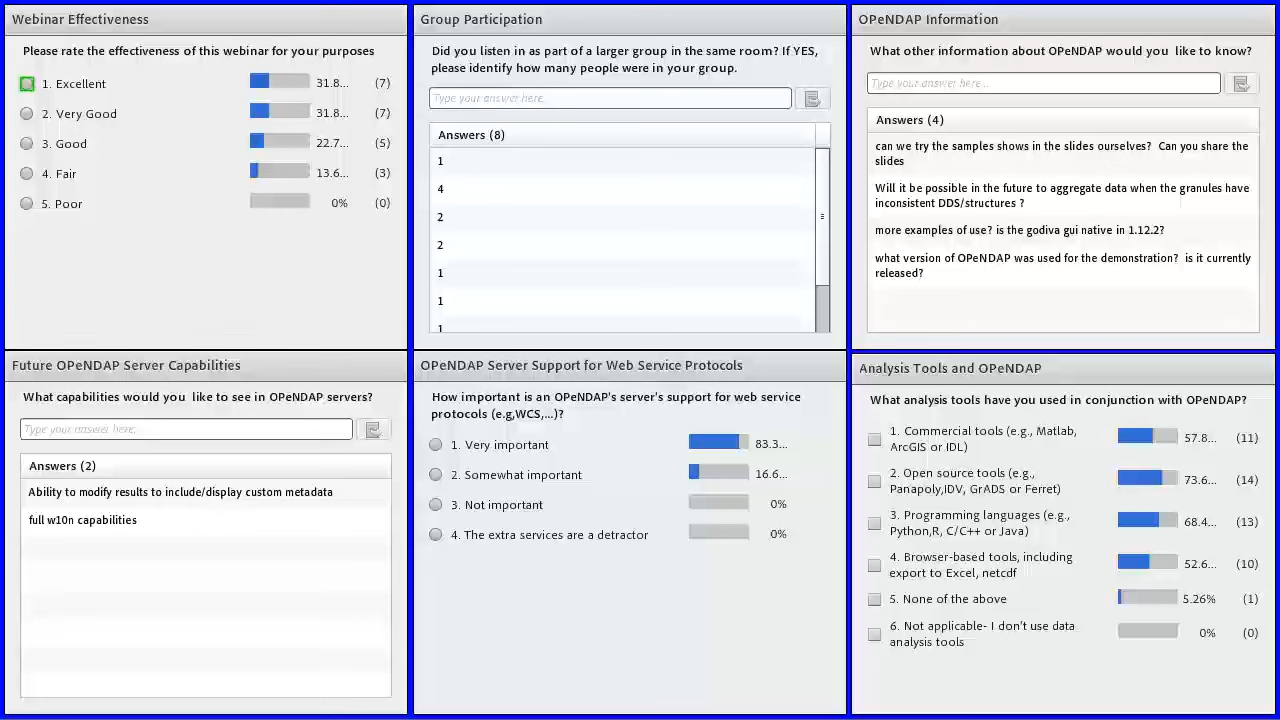 Webinar Effectiveness
Please rate the effectiveness of this webinar for your purposes
1. Excellent 31.8... (7)
2. Very Good 31.8... (7)
3. Good 22.7... (5)
4. Fair 13.6... (3)
5. Poor 0% (0)
Group Participation
Did you listen in as part of a larger group in the same room? If YES,
please identify how many people were in your group.
Type your answer here...
Answers (8)
1
4
2
2
1
1
1
OPeNDAP Information
What other information about OPeNDAP would you like to know?
Type your answer here...
Answers (4)
can we try the samples shows in the slides ourselves? Can you share the
slides
Will it be possible in the future to aggregate data when the granules have
inconsistent DDS/structures ?
more examples of use? is the godiva gui native in 1.12.2?
what version of OPeNDAP was used for the demonstration? is it currently
released?
Future OPeNDAP Server Capabilities
What capabilities would you like to see in OPeNDAP servers?
Type your answer here...
Answers (2)
Ability to modify results to include/display custom metadata
full w10n capabilities
OPeNDAP Server Support for Web Service Protocols
How important is an OPeNDAP's server's support for web service
protocols (e.g,WCS,...)?
1. Very important 83.3...
2. Somewhat important 16.6...
3. Not important 0%
4. The extra services are a detractor 0%
Analysis Tools and OPeNDAP
What analysis tools have you used in conjunction with OPeNDAP?
1. Commercial tools (e.g., Matlab,
ArcGIS or IDL) 57.8... (11)
2. Open source tools (e.g.,
Panapoly,IDV, GrADS or Ferret) 73.6... (14)
3. Programming languages (e.g.,
Python,R, C/C++ or Java) 68.4... (13)
4. Browser-based tools, including
export to Excel, netcdf 52.6... (10)
5. None of the above 5.26% (1)
6. Not applicable- I don't use data
analysis tools 0% (0)